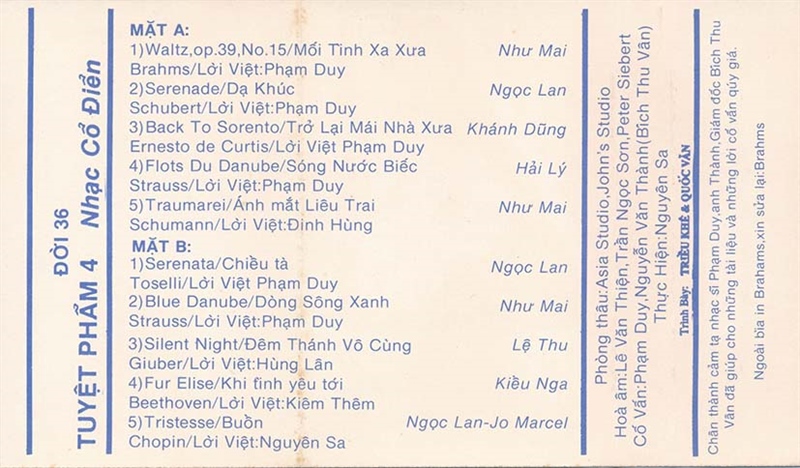 ĐỜI 36
TUYỆT PHẨM 4 Nhạc Cổ Điển
MẶT A:
1)Waltz,op.39,No.15/Mối Tình Xa Xưa Như Mai
Brahms/Lời Việt:Phạm Duy
2)Serenade/Dạ Khúc Ngọc Lan
Schubert/Lời Việt:Phạm Duy
3)Back To Sorento/Trở Lại Mái Nhà Xưa Khánh Dũng
Ernesto de Curtis/Lời Việt Phạm Duy
4)Flots Du Danube/Sóng Nước Biếc Hải Lý
Strauss/Lời Việt:Phạm Duy
5)Traumarei/Ánh mắt Liêu Trai Như Mai
Schumann/Lời Việt:Đinh Hùng
MẶT B:
1)Serenata/Chiều tà Ngọc Lan
Toselli/Lời Việt Phạm Duy
2)Blue Danube/Dòng Sông Xanh Như Mai
Strauss/Lời Việt:Phạm Duy
3)Silent Night/Đêm Thánh Vô Cùng Lệ Thu
Giuber/Lời Việt:Hùng Lân
4)Fur Elise/Khi tình yêu tới Kiều Nga
Beethoven/Lời Việt:Kiêm Thêm
5)Tristesse/Buồn Ngọc Lan-Jo Marcel
Chopin/Lời Việt:Nguyên Sa
Phòng thâu:Asia Studio,John's Studio
Hoà âm:Lê Văn Thiện,Trần Ngọc Sơn,Peter Siebert
Cố Vấn:Phạm Duy,Nguyễn Văn Thành(Bích Thu Vân)
Thực Hiện:Nguyên Sa
Trình Bày: TRIỀU KHÊ & QUỐC VĂN
Chân thành cảm tạ nhạc sĩ Phạm Duy,anh Thành,Giám đốc Bích Thu
Vân đã giúp cho những tài liệu và những lời cố vấn qúy giá.
Ngoài bìa in Brahams,xin sửa lại:Brahms